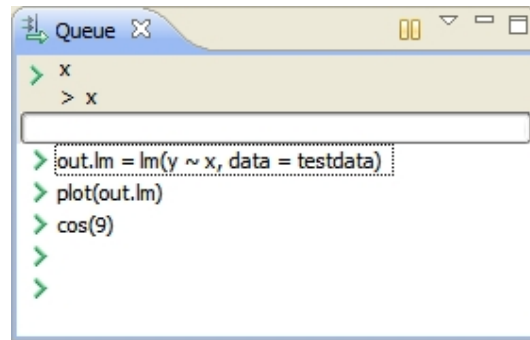 Queue
x
> x
out.lm = lm(y ~ x, data = testdata)
plot(out.lm)
cos(9)